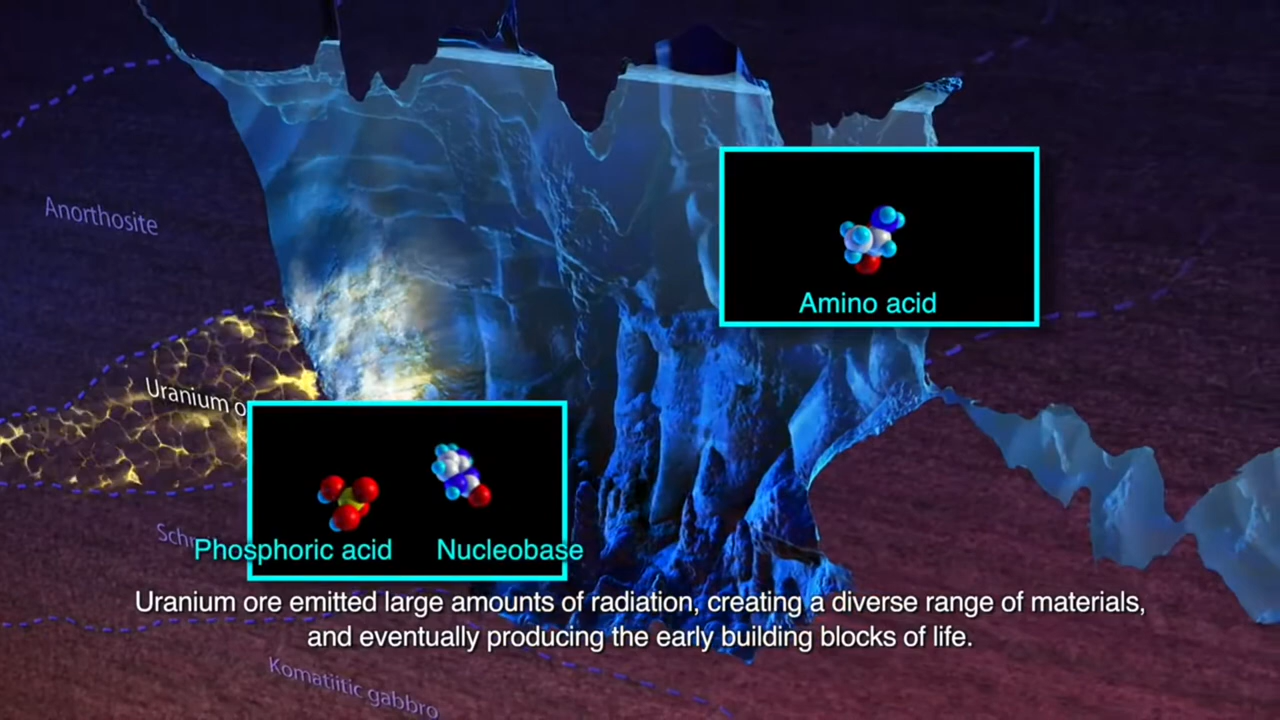 Anorthosite
Amino acid
Uranium o
Phosphoric acid Nucleobase
Uranium ore emitted large amounts of radiation, creating a diverse range of materials,
and eventually producing the early building blocks of life.
Komatiitic gabbro